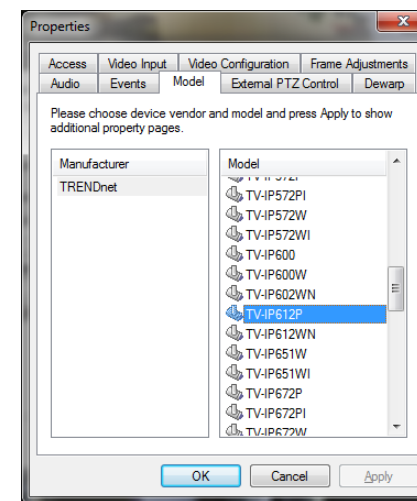 Properties
Access Video Input Video Configuration Frame Adjustments
Audio Events Model External PTZ Control Dewarp
Please choose device vendor and model and press Apply to show
additional property pages.
Manufacturer
TRENDnet
Model
TV-IP572PI
TV-IP572W
TV-IP572WI
TV-IP600
TV-IP600W
TV-IP602WN
TV-IP612P
TV-IP612WN
TV-IP651W
TV-IP651WI
TV-IP672P
TV-IP672PI
TV-IP672W
OK Cancel Apply